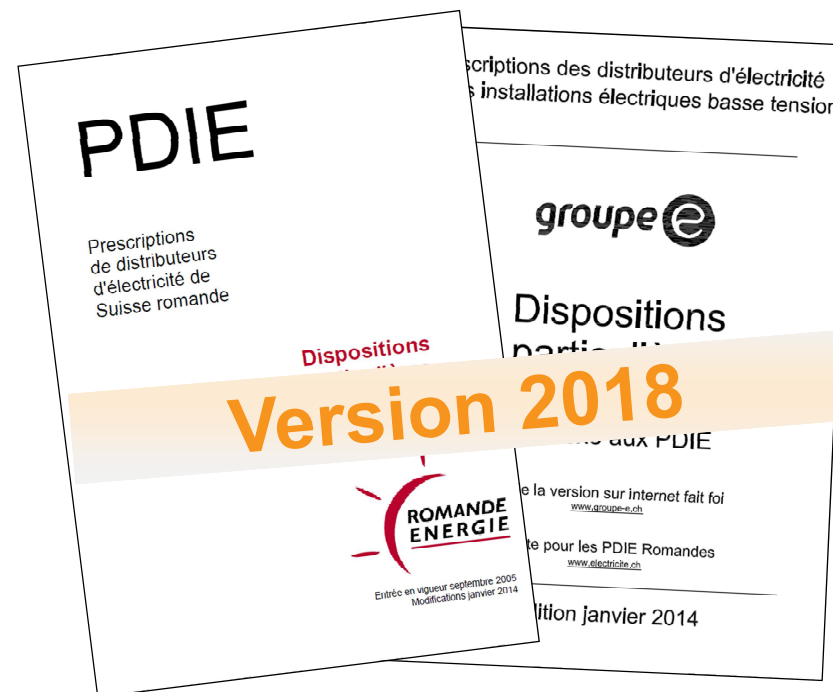 PDIE
Prescriptions
de distributeurs
d'électricité de
Suisse romande
Dispositions
ROMANDE
ENERGIE
Entrée en vigueur septembre 2005
Modifications janvier 2014
scriptions des distributeurs d'électricité
installations électriques basse tension
groupe e
Dispositions
Version 2018
aux PDIE
e la version sur internet fait foi
www.groupe-e.ch
te pour les PDIE Romandes
www.electricite.ch
ition janvier 2014